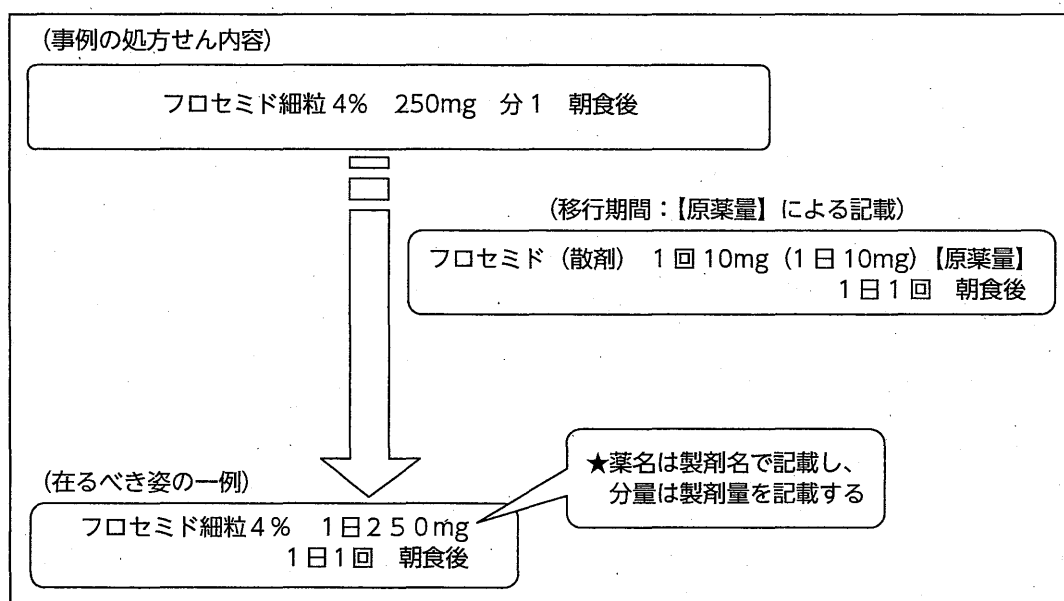 （事例の処方せん内容）
フロセミド細粒4%　250mg　分1　朝食後
（移行期間：【原薬量】による記載）
フロセミド（散剤）　1回10mg（1日10mg）【原薬量】
1日1回　朝食後
（在るべき姿の一例）
フロセミド細粒4%　1日250mg
1日1回　朝食後
★薬名は製剤名で記載し、
分量は製剤量を記載する